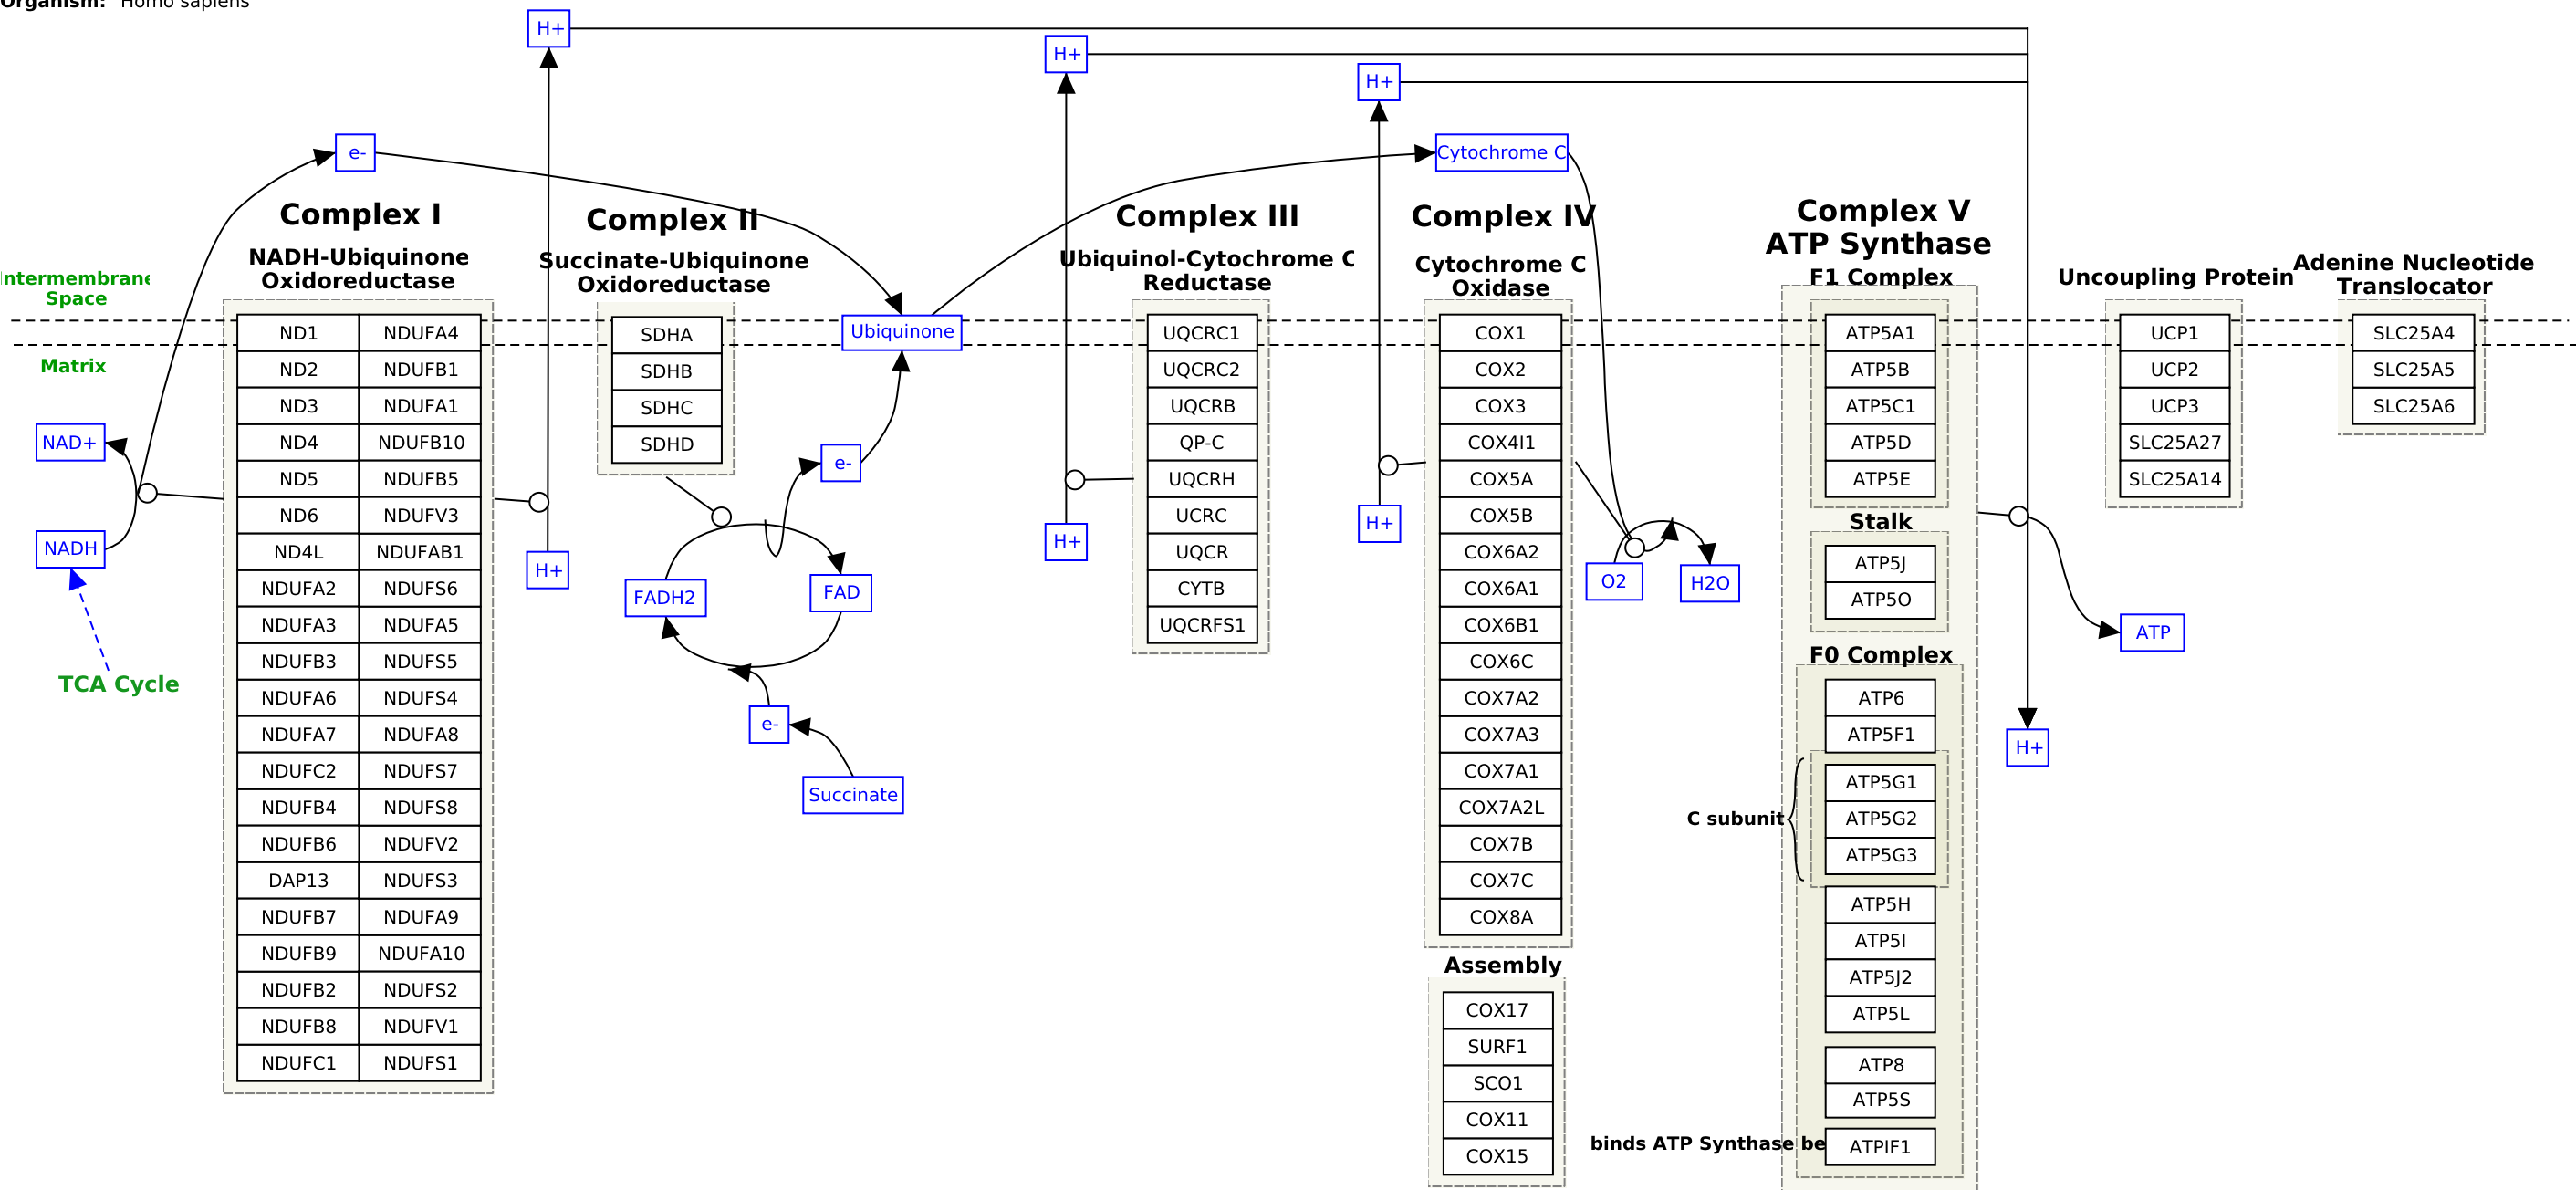 Organism: Homo sapiens
H+
H+
H+
e-
Cytochrome C
Complex I
NADH-Ubiquinone
Oxidoreductase
Complex II
Succinate-Ubiquinone
Oxidoreductase
Complex III
Ubiquinol-Cytochrome C
Reductase
Complex IV
Cytochrome C
Oxidase
Complex V
ATP Synthase
F1 Complex
Uncoupling Protein
Adenine Nucleotide
Translocator
Intermembrane
Space
Matrix
NAD+
NADH
TCA Cycle
ND1 NDUFA4
ND2 NDUFB1
ND3 NDUFA1
ND4 NDUFB10
ND5 NDUFB5
ND6 NDUFV3
ND4L NDUFAB1
NDUFA2 NDUFS6
NDUFA3 NDUFA5
NDUFB3 NDUFS5
NDUFA6 NDUFS4
NDUFA7 NDUFA8
NDUFC2 NDUFS7
NDUFB4 NDUFS8
NDUFB6 NDUFV2
DAP13 NDUFS3
NDUFB7 NDUFA9
NDUFB9 NDUFA10
NDUFB2 NDUFS2
NDUFB8 NDUFV1
NDUFC1 NDUFS1
H+
SDHA
SDHB
SDHC
SDHD
Ubiquinone
e-
FADH2
FAD
e-
Succinate
H+
UQCRC1
UQCRC2
UQCRB
QP-C
UQCRH
UCRC
UQCR
CYTB
UQCRFS1
H+
COX1
COX2
COX3
COX4I1
COX5A
COX5B
COX6A2
COX6A1
COX6B1
COX6C
COX7A2
COX7A3
COX7A1
COX7A2L
COX7B
COX7C
COX8A
Assembly
COX17
SURF1
SCO1
COX11
COX15
O2
H2O
ATP5A1
ATP5B
ATP5C1
ATP5D
ATP5E
Stalk
ATP5J
ATP5O
F0 Complex
ATP6
ATP5F1
C subunit
ATP5G1
ATP5G2
ATP5G3
ATP5H
ATP5I
ATP5J2
ATP5L
ATP8
ATP5S
binds ATP Synthase be
ATPIF1
UCP1
UCP2
UCP3
SLC25A27
SLC25A14
SLC25A4
SLC25A5
SLC25A6
ATP
H+